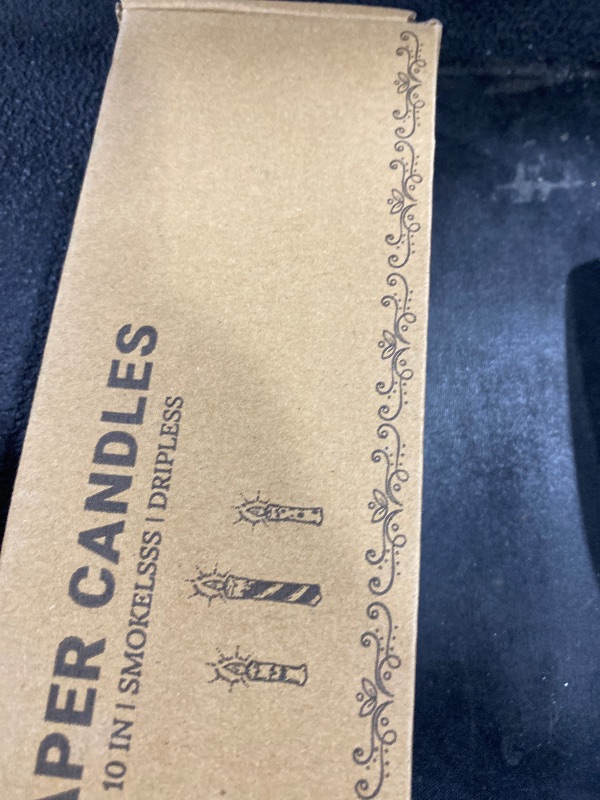 APER CANDLES
10 IN | SMOKELSSS | DRIPLESS